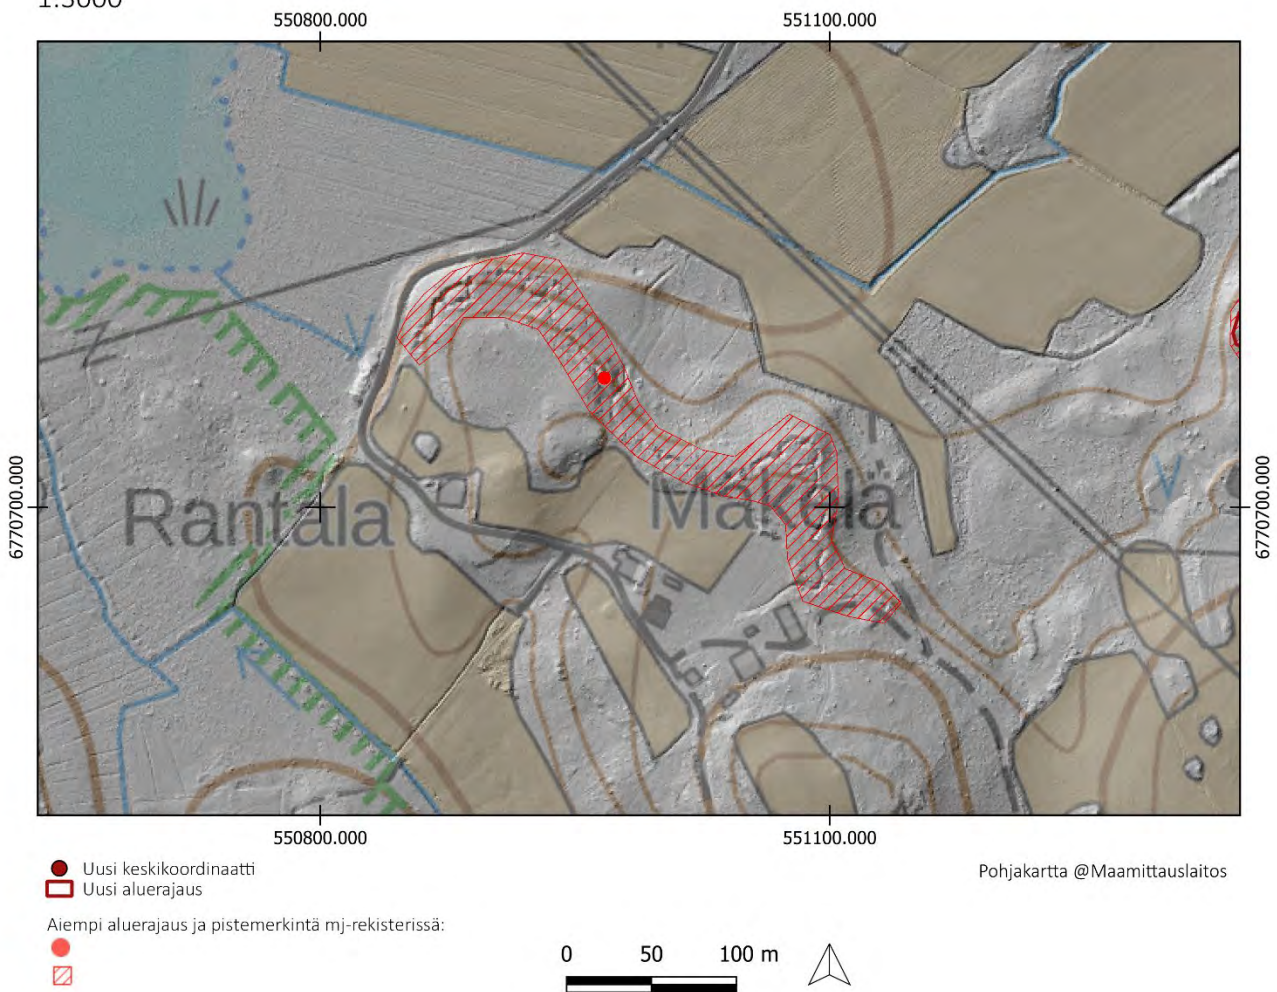 1:3000
550800.000 551100.000
6770700.000 6770700.000
Rantala Mäkelä
550800.000 551100.000
Uusi keskikoordinaatti
Uusi aluerajaus
Pohjakartta @Maamittauslaitos
Aiempi aluerajaus ja pistemerkintä mj-rekisterissä:
0 50 100 m